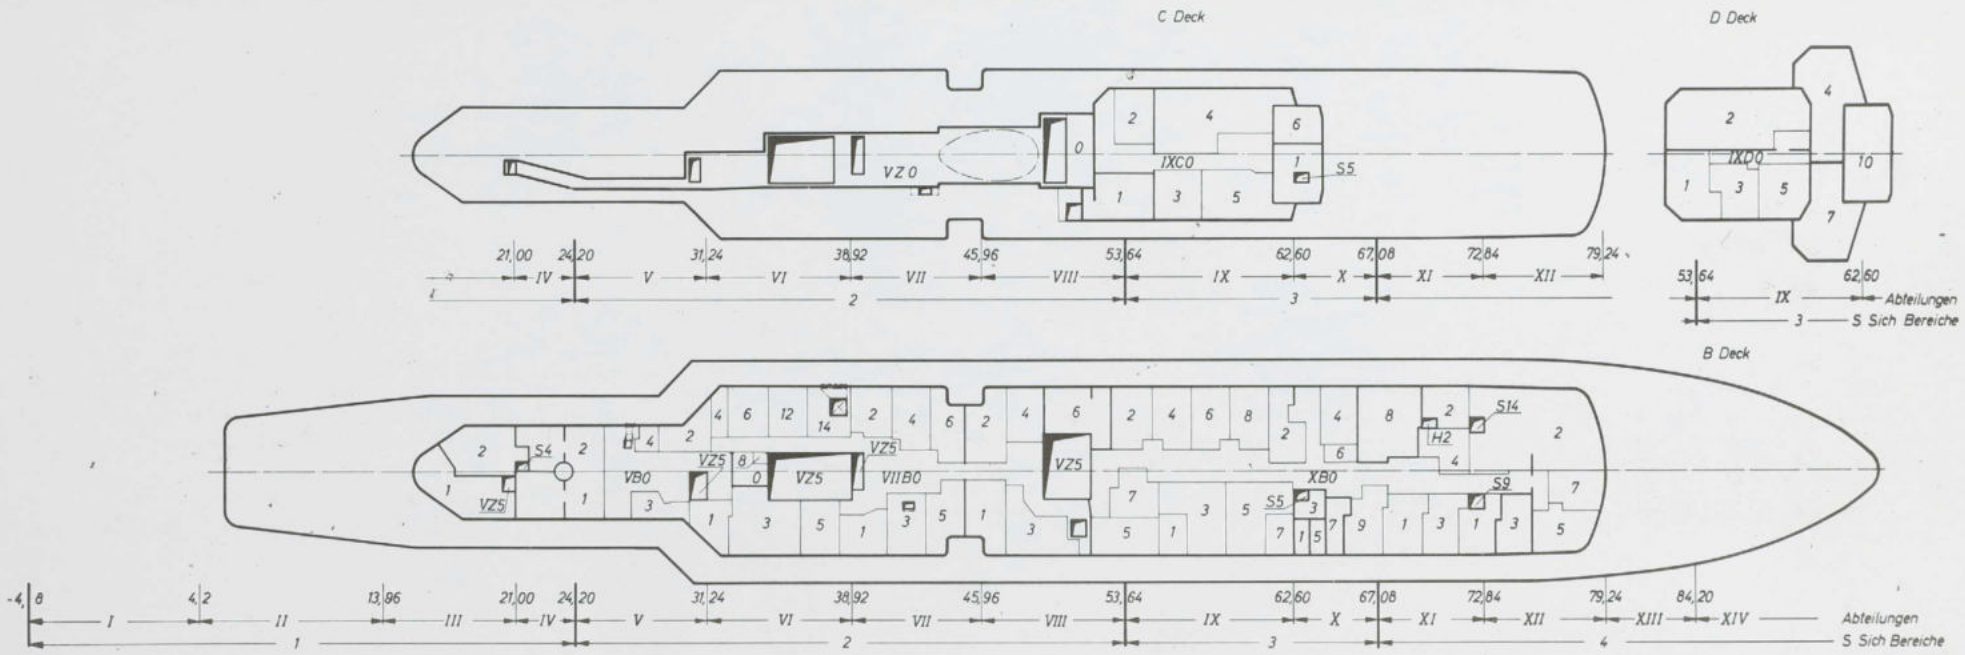 C Deck
D Deck
2 4 6
4
2
0
IXC0 1 S5
VZ0
IXD0 10
1 3 5
1 3 5
7
21,00 24,20 31,24 38,92 45,96 53,64 62,60 67,08 72,84 79,24
IV V VI VII VIII IX X XI XII
2 3
53,64 62,60
IX Abteilungen
3 S Sich Bereiche
B Deck
4 6 12 14 2 4 6 2 4 6 2 4 6 8 2 4 8 2 S14 2
2 S4 2 4 2 H2
VZ5 8 VZ5 6 4
1 VB0 0 VZ5 VIIB0 VZ5 XB0
VZ5 1 3 7 S5 3 S9 7
1 3 5 1 3 5 1 3 5 1 3 5 7 1 5 7 9 1 3 1 3 5
-4,8 4,2 13,96 21,00 24,20 31,24 38,92 45,96 53,64 62,60 67,08 72,84 79,24 84,20
I II III IV V VI VII VIII IX X XI XII XIII XIV Abteilungen
1 2 3 4 S Sich Bereiche